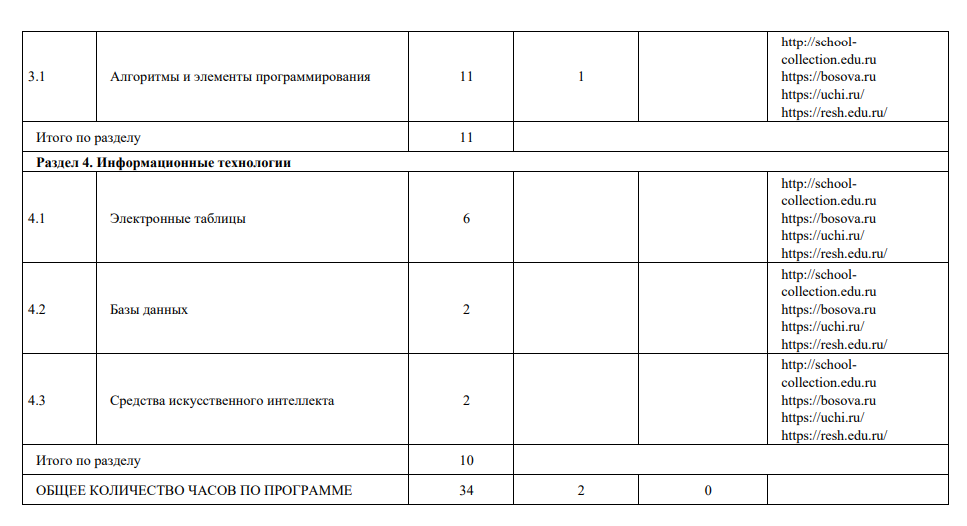 3.1 Алгоритмы и элементы программирования 11 1 http://school-
collection.edu.ru
https://bosova.ru
https://uchi.ru/
https://resh.edu.ru/
Итого по разделу 11
Раздел 4. Информационные технологии
4.1 Электронные таблицы 6 http://school-
collection.edu.ru
https://bosova.ru
https://uchi.ru/
https://resh.edu.ru/
4.2 Базы данных 2 http://school-
collection.edu.ru
https://bosova.ru
https://uchi.ru/
https://resh.edu.ru/
4.3 Средства искусственного интеллекта 2 http://school-
collection.edu.ru
https://bosova.ru
https://uchi.ru/
https://resh.edu.ru/
Итого по разделу 10
ОБЩЕЕ КОЛИЧЕСТВО ЧАСОВ ПО ПРОГРАММЕ 34 2 0